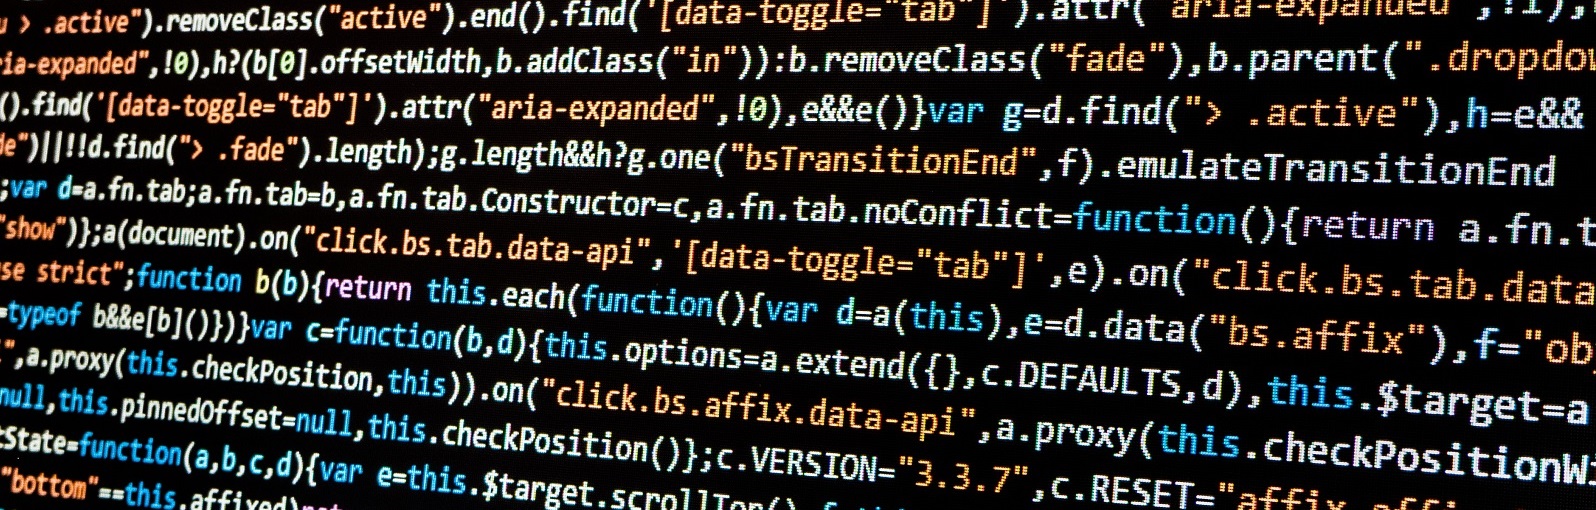 > .active").removeClass("active").end().find('[data-toggle="tab"]').attr("aria-expanded",!1),
ia-expanded",!0),h?(b[0].offsetWidth,b.addClass("in")):b.removeClass("fade"),b.parent(".dropdow
().find('[data-toggle="tab"]').attr("aria-expanded",!0),e&&e()}var g=d.find("> .active"),h=e&&
de")||!!d.find("> .fade").length);g.length&&h?g.one("bsTransitionEnd",f).emulateTransitionEnd
;var d=a.fn.tab;a.fn.tab=b,a.fn.tab.Constructor=c,a.fn.tab.noConflict=function(){return a.fn.t
"show")};a(document).on("click.bs.tab.data-api",'[data-toggle="tab"]',e).on("click.bs.tab.data
se strict";function b(b){return this.each(function(){var d=a(this),e=d.data("bs.affix"),f="ob
=typeof b&&e[b]()})}var c=function(b,d){this.options=a.extend({},c.DEFAULTS,d),this.$target=a
",a.proxy(this.checkPosition,this)).on("click.bs.affix.data-api",a.proxy(this.checkPositionWi
null,this.pinnedOffset=null,this.checkPosition()};c.VERSION="3.3.7",c.RESET="affix
tState=function(a,b,c,d){var e=this.$target.scrollTop()
"bottom"==this.affixed)